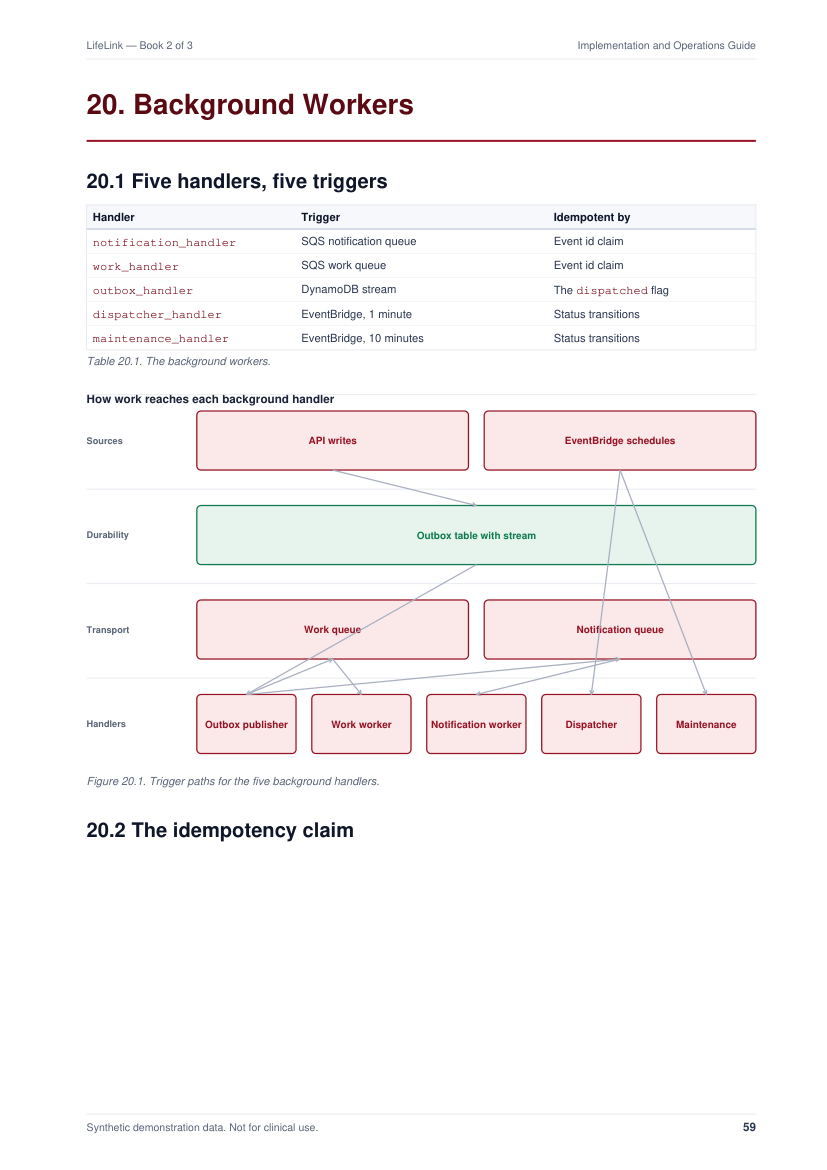 LifeLink — Book 2 of 3 Implementation and Operations Guide
20. Background Workers
20.1 Five handlers, five triggers
Handler Trigger Idempotent by
notification_handler SQS notification queue Event id claim
work_handler SQS work queue Event id claim
outbox_handler DynamoDB stream The dispatched flag
dispatcher_handler EventBridge, 1 minute Status transitions
maintenance_handler EventBridge, 10 minutes Status transitions
Table 20.1. The background workers.
How work reaches each background handler
Sources API writes EventBridge schedules
Durability Outbox table with stream
Transport Work queue Notification queue
Handlers Outbox publisher Work worker Notification worker Dispatcher Maintenance
Figure 20.1. Trigger paths for the five background handlers.
20.2 The idempotency claim
Synthetic demonstration data. Not for clinical use. 59